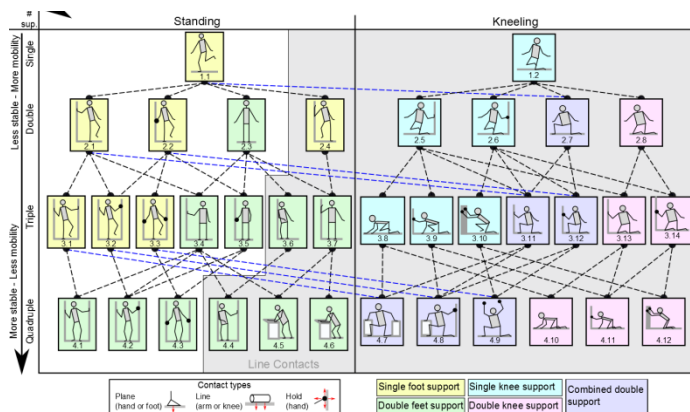 # sup.
Standing
Kneeling
Less stable - More mobility
More stable - Less mobility
Single
1.1
1.2
Double
2.1
2.2
2.3
2.4
2.5
2.6
2.7
2.8
Triple
3.1
3.2
3.3
3.4
3.5
3.6
3.7
3.8
3.9
3.10
3.11
3.12
3.13
3.14
Quadruple
4.1
4.2
4.3
4.4
4.5
4.6
4.7
4.8
4.9
4.10
4.11
4.12
Line Contacts
Contact types
Plane
(hand or foot)
Line
(arm or knee)
Hold
(hand)
Single foot support
Double feet support
Single knee support
Double knee support
Combined double
support